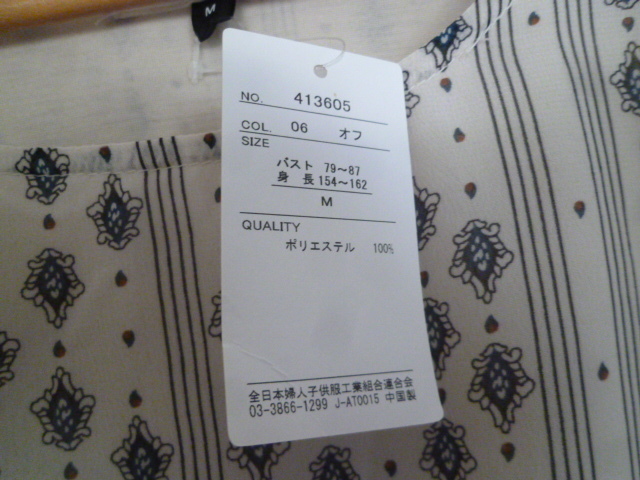 M
NO. 413605
COL. 06 オフ
SIZE
バスト 79～87
身 長 154～162
M
QUALITY
ポリエステル 100%
全日本婦人子供服工業組合連合会
03-3866-1299 J-AT0015 中国製